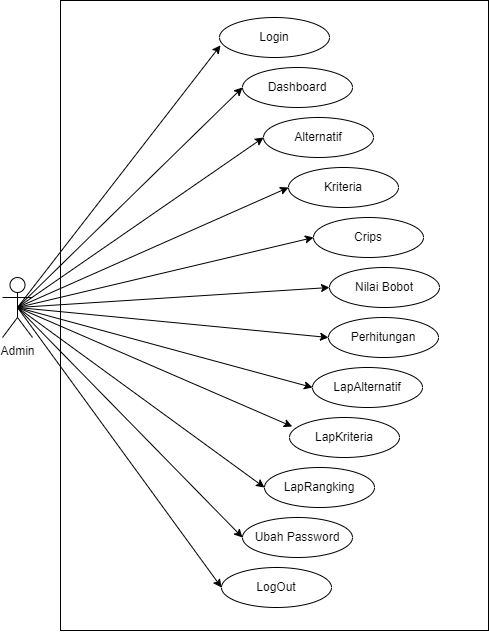 Login
Dashboard
Alternatif
Kriteria
Crips
Nilai Bobot
Perhitungan
Admin
LapAlternatif
LapKriteria
LapRangking
Ubah Password
LogOut